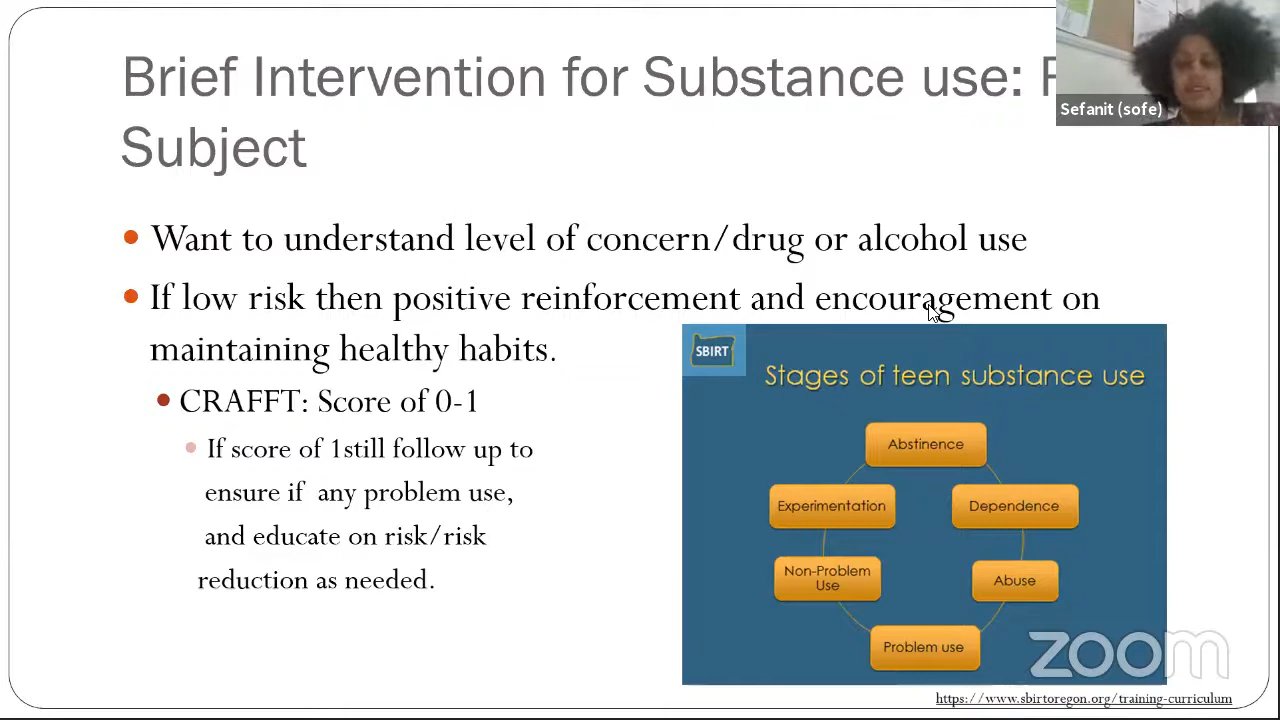 Brief Intervention for Substance use:
Subject
Sefanit (sofe)
Want to understand level of concern/drug or alcohol use
If low risk then positive reinforcement and encouragement on
maintaining healthy habits.
CRAFFT: Score of 0-1
If score of 1still follow up to
ensure if any problem use,
and educate on risk/risk
reduction as needed.
SBIRT
Stages of teen substance use
Abstinence
Experimentation
Dependence
Non-Problem
Use
Abuse
Problem use
zoom
https://www.sbirtoregon.org/training-curriculum